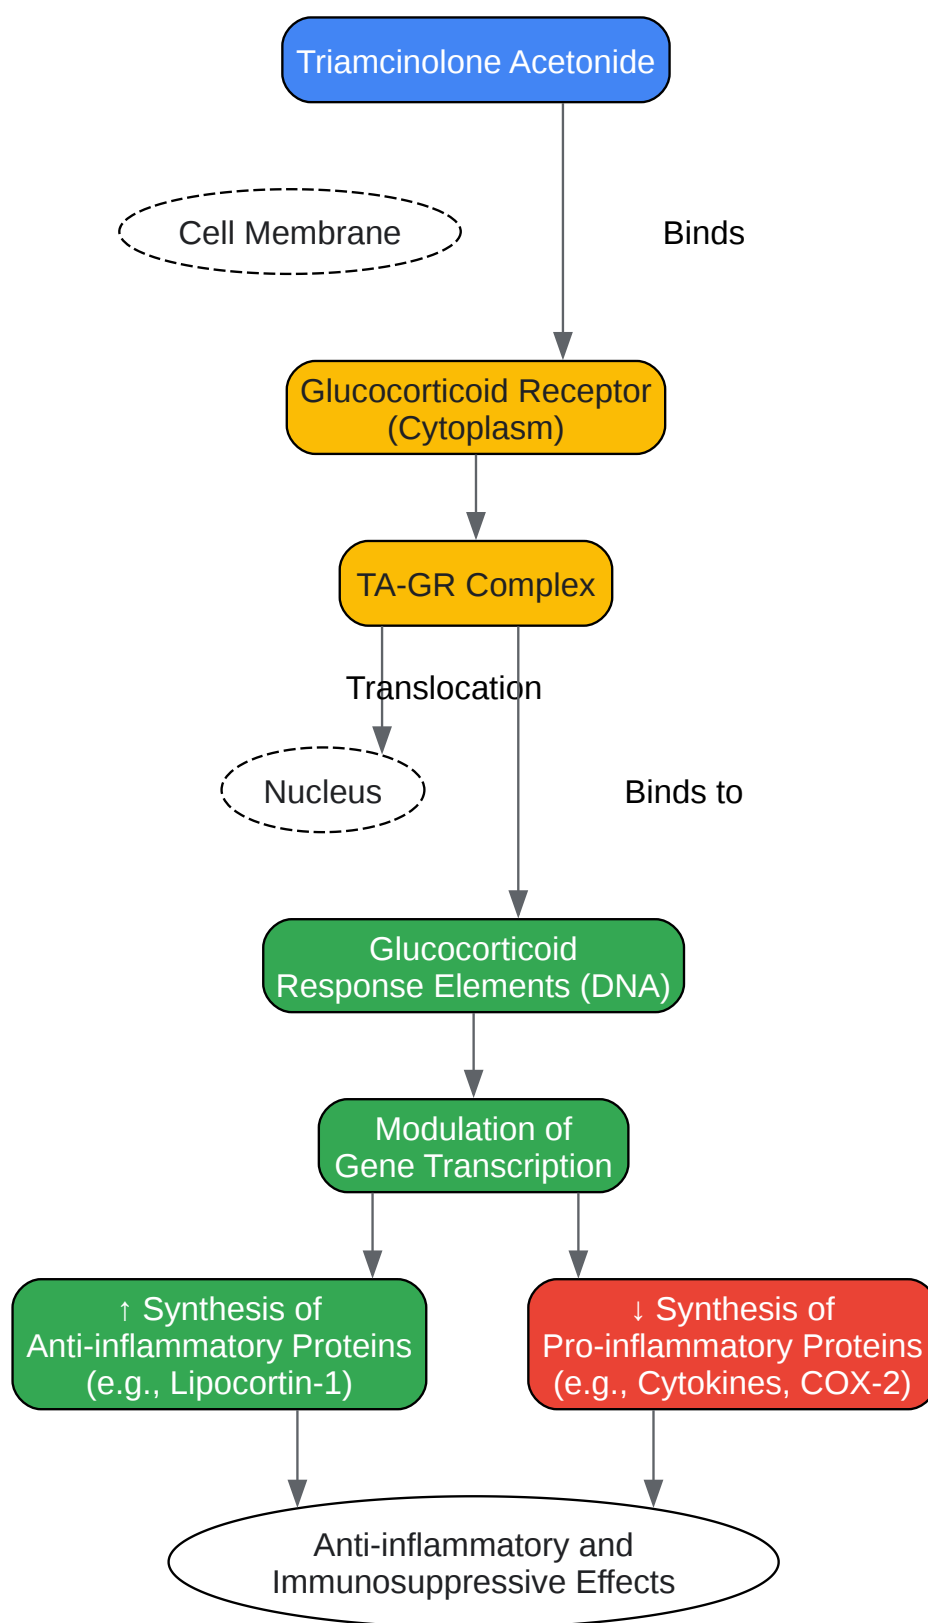 Triamcinolone Acetonide
Cell Membrane
Binds
Glucocorticoid Receptor
(Cytoplasm)
TA-GR Complex
Translocation
Nucleus
Binds to
Glucocorticoid
Response Elements (DNA)
Modulation of
Gene Transcription
↑ Synthesis of
Anti-inflammatory Proteins
(e.g., Lipocortin-1)
↓ Synthesis of
Pro-inflammatory Proteins
(e.g., Cytokines, COX-2)
Anti-inflammatory and
Immunosuppressive Effects